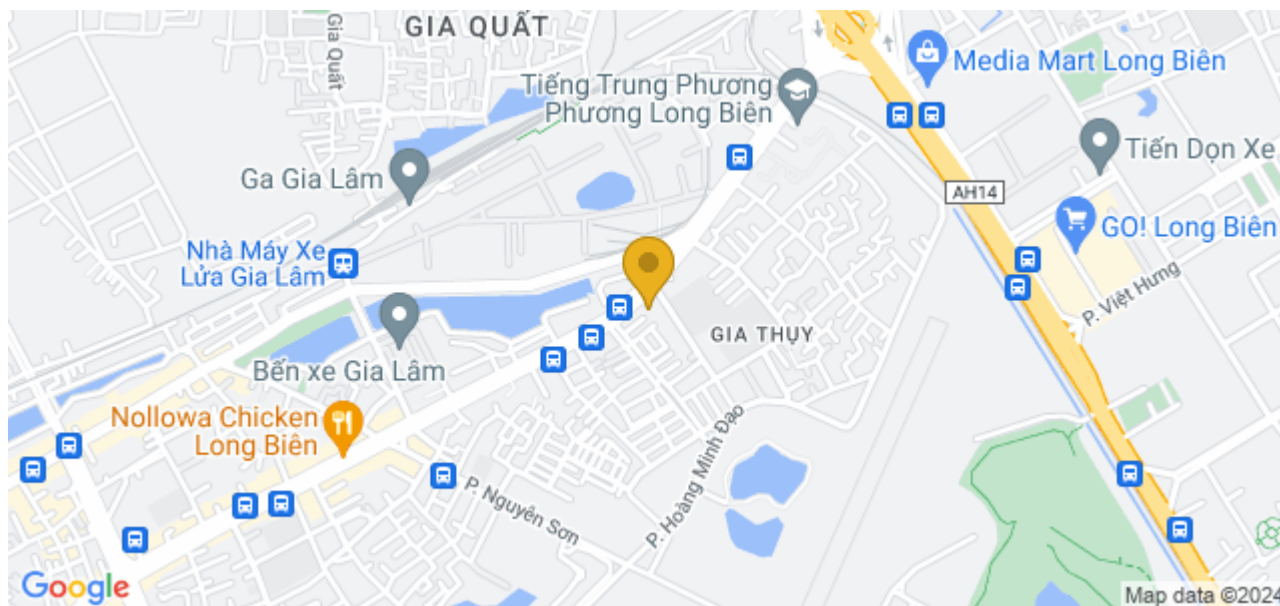 GIA QUẤT
Gia Quất
Tiếng Trung Phương
Phương Long Biên
Media Mart Long Biên
Tiến Dọn Xe
Ga Gia Lâm
AH14
GO! Long Biên
Nhà Máy Xe
Lửa Gia Lâm
P. Việt Hưng
GIA THỤY
Bến xe Gia Lâm
Nollowa Chicken
Long Biên
P. Hoàng Minh Đạo
P. Nguyên Sơn
Google
Map data ©2024